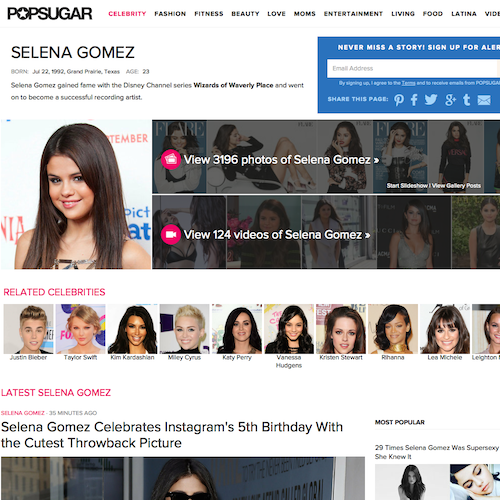 POPSUGAR
CELEBRITY FASHION FITNESS BEAUTY LOVE MOMS ENTERTAINMENT LIVING FOOD LATINA VIDE
SELENA GOMEZ
BORN: Jul 22, 1992, Grand Prairie, Texas AGE: 23
Selena Gomez gained fame with the Disney Channel series Wizards of Waverly Place and went
on to become a successful recording artist.
NEVER MISS A STORY! SIGN UP FOR ALER
Email Address
By signing up, I agree to the Terms and to receive emails from POPSUGAR
SHARE THIS PAGE:
View 3196 photos of Selena Gomez »
Start Slideshow | View Gallery Posts
View 124 videos of Selena Gomez »
RELATED CELEBRITIES
Justin Bieber Taylor Swift Kim Kardashian Miley Cyrus Katy Perry Vanessa Hudgens Kristen Stewart Rihanna Lea Michele Leighton
LATEST SELENA GOMEZ
SELENA GOMEZ - 35 MINUTES AGO
Selena Gomez Celebrates Instagram's 5th Birthday With
the Cutest Throwback Picture
MOST POPULAR
29 Times Selena Gomez Was Supersexy
She Knew It